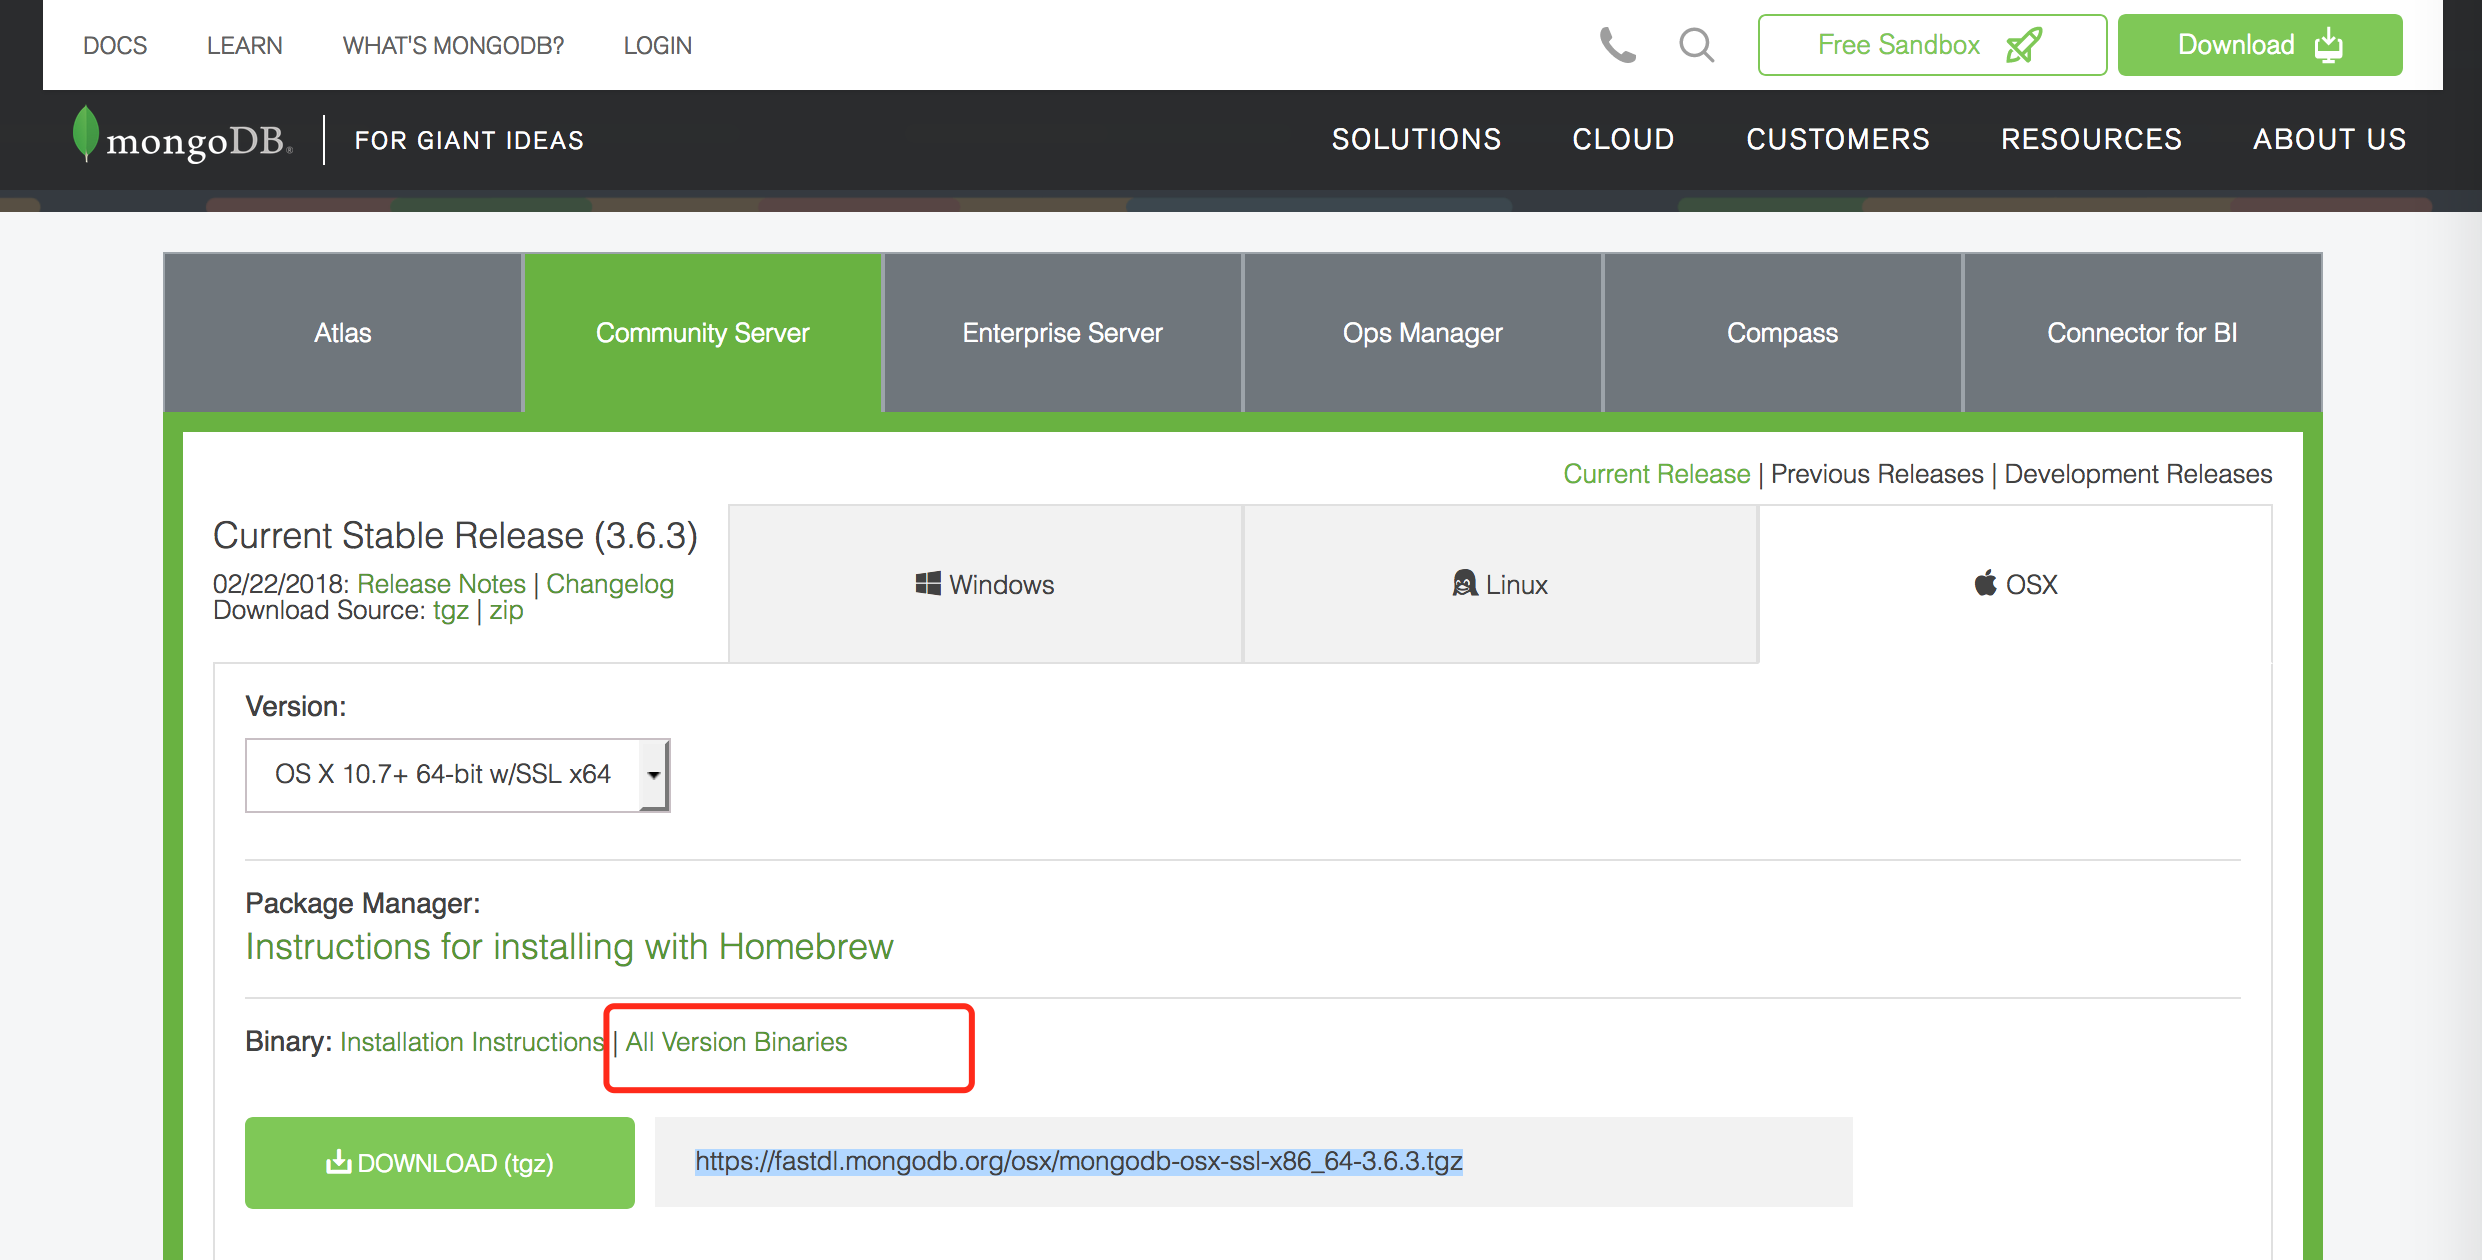 DOCS LEARN WHAT'S MONGODB? LOGIN Free Sandbox Download
mongoDB® FOR GIANT IDEAS SOLUTIONS CLOUD CUSTOMERS RESOURCES ABOUT US
Atlas Community Server Enterprise Server Ops Manager Compass Connector for BI
Current Release | Previous Releases | Development Releases
Current Stable Release (3.6.3)
02/22/2018: Release Notes | Changelog
Download Source: tgz | zip
Windows Linux OSX
Version:
OS X 10.7+ 64-bit w/SSL x64
Package Manager:
Instructions for installing with Homebrew
Binary: Installation Instructions | All Version Binaries
DOWNLOAD (tgz) https://fastdl.mongodb.org/osx/mongodb-osx-ssl-x86_64-3.6.3.tgz